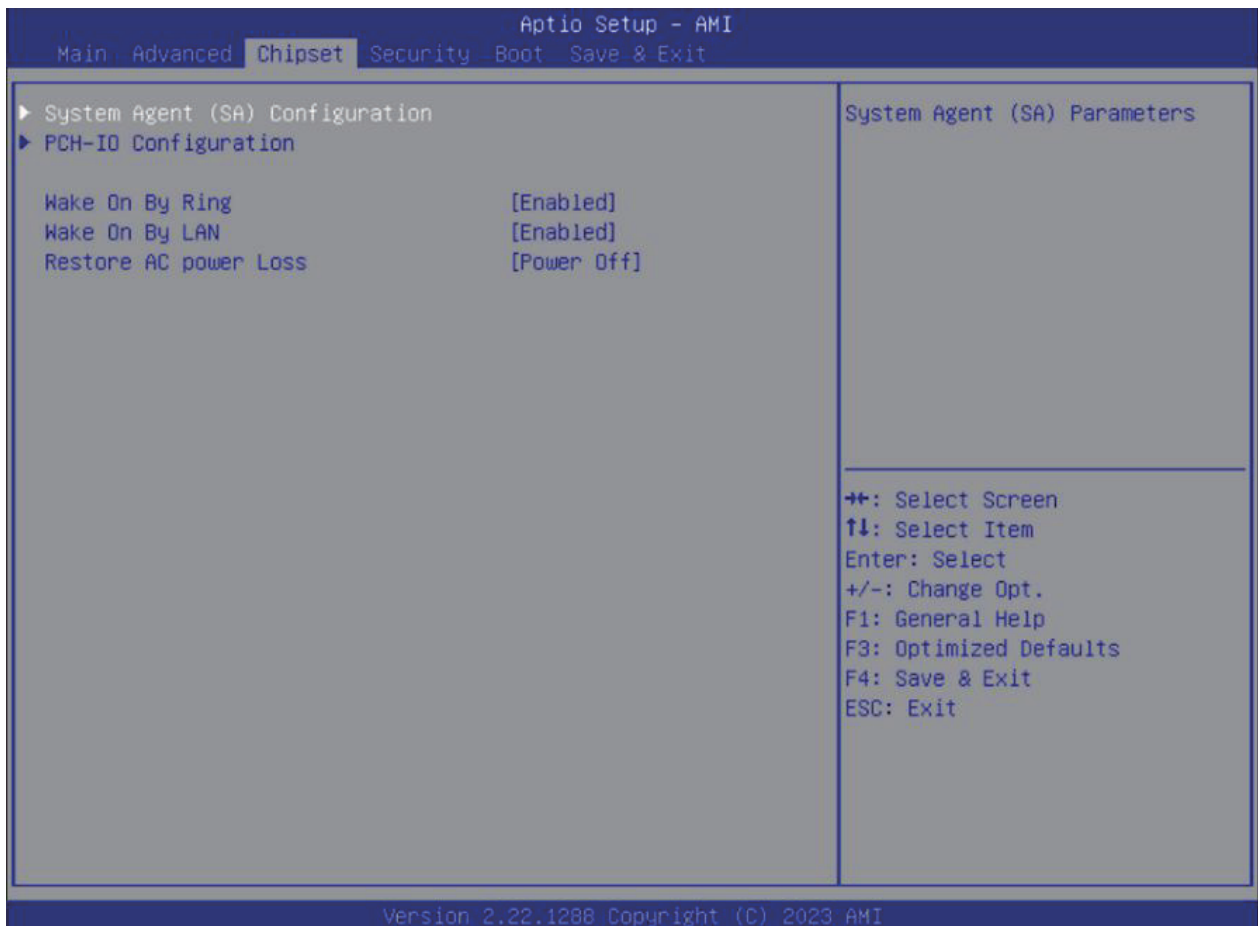 Aptio Setup - AMI
Main Advanced Chipset Security Boot Save & Exit
▶ System Agent (SA) Configuration
▶ PCH-IO Configuration
Wake On By Ring [Enabled]
Wake On By LAN [Enabled]
Restore AC power Loss [Power Off]
System Agent (SA) Parameters
→←: Select Screen
↑↓: Select Item
Enter: Select
+/-: Change Opt.
F1: General Help
F3: Optimized Defaults
F4: Save & Exit
ESC: Exit
Version 2.22.1288 Copyright (C) 2023 AMI